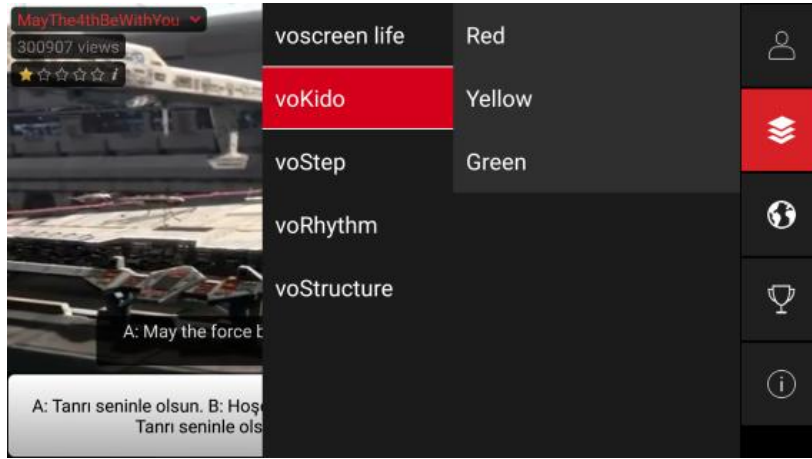 MayThe4thBeWithYou
300907 views
i
voscreen life
voKido
voStep
voRhythm
voStructure
Red
Yellow
Green
A: May the force b
A: Tanrı seninle olsun. B: Hoş
Tanrı seninle ols